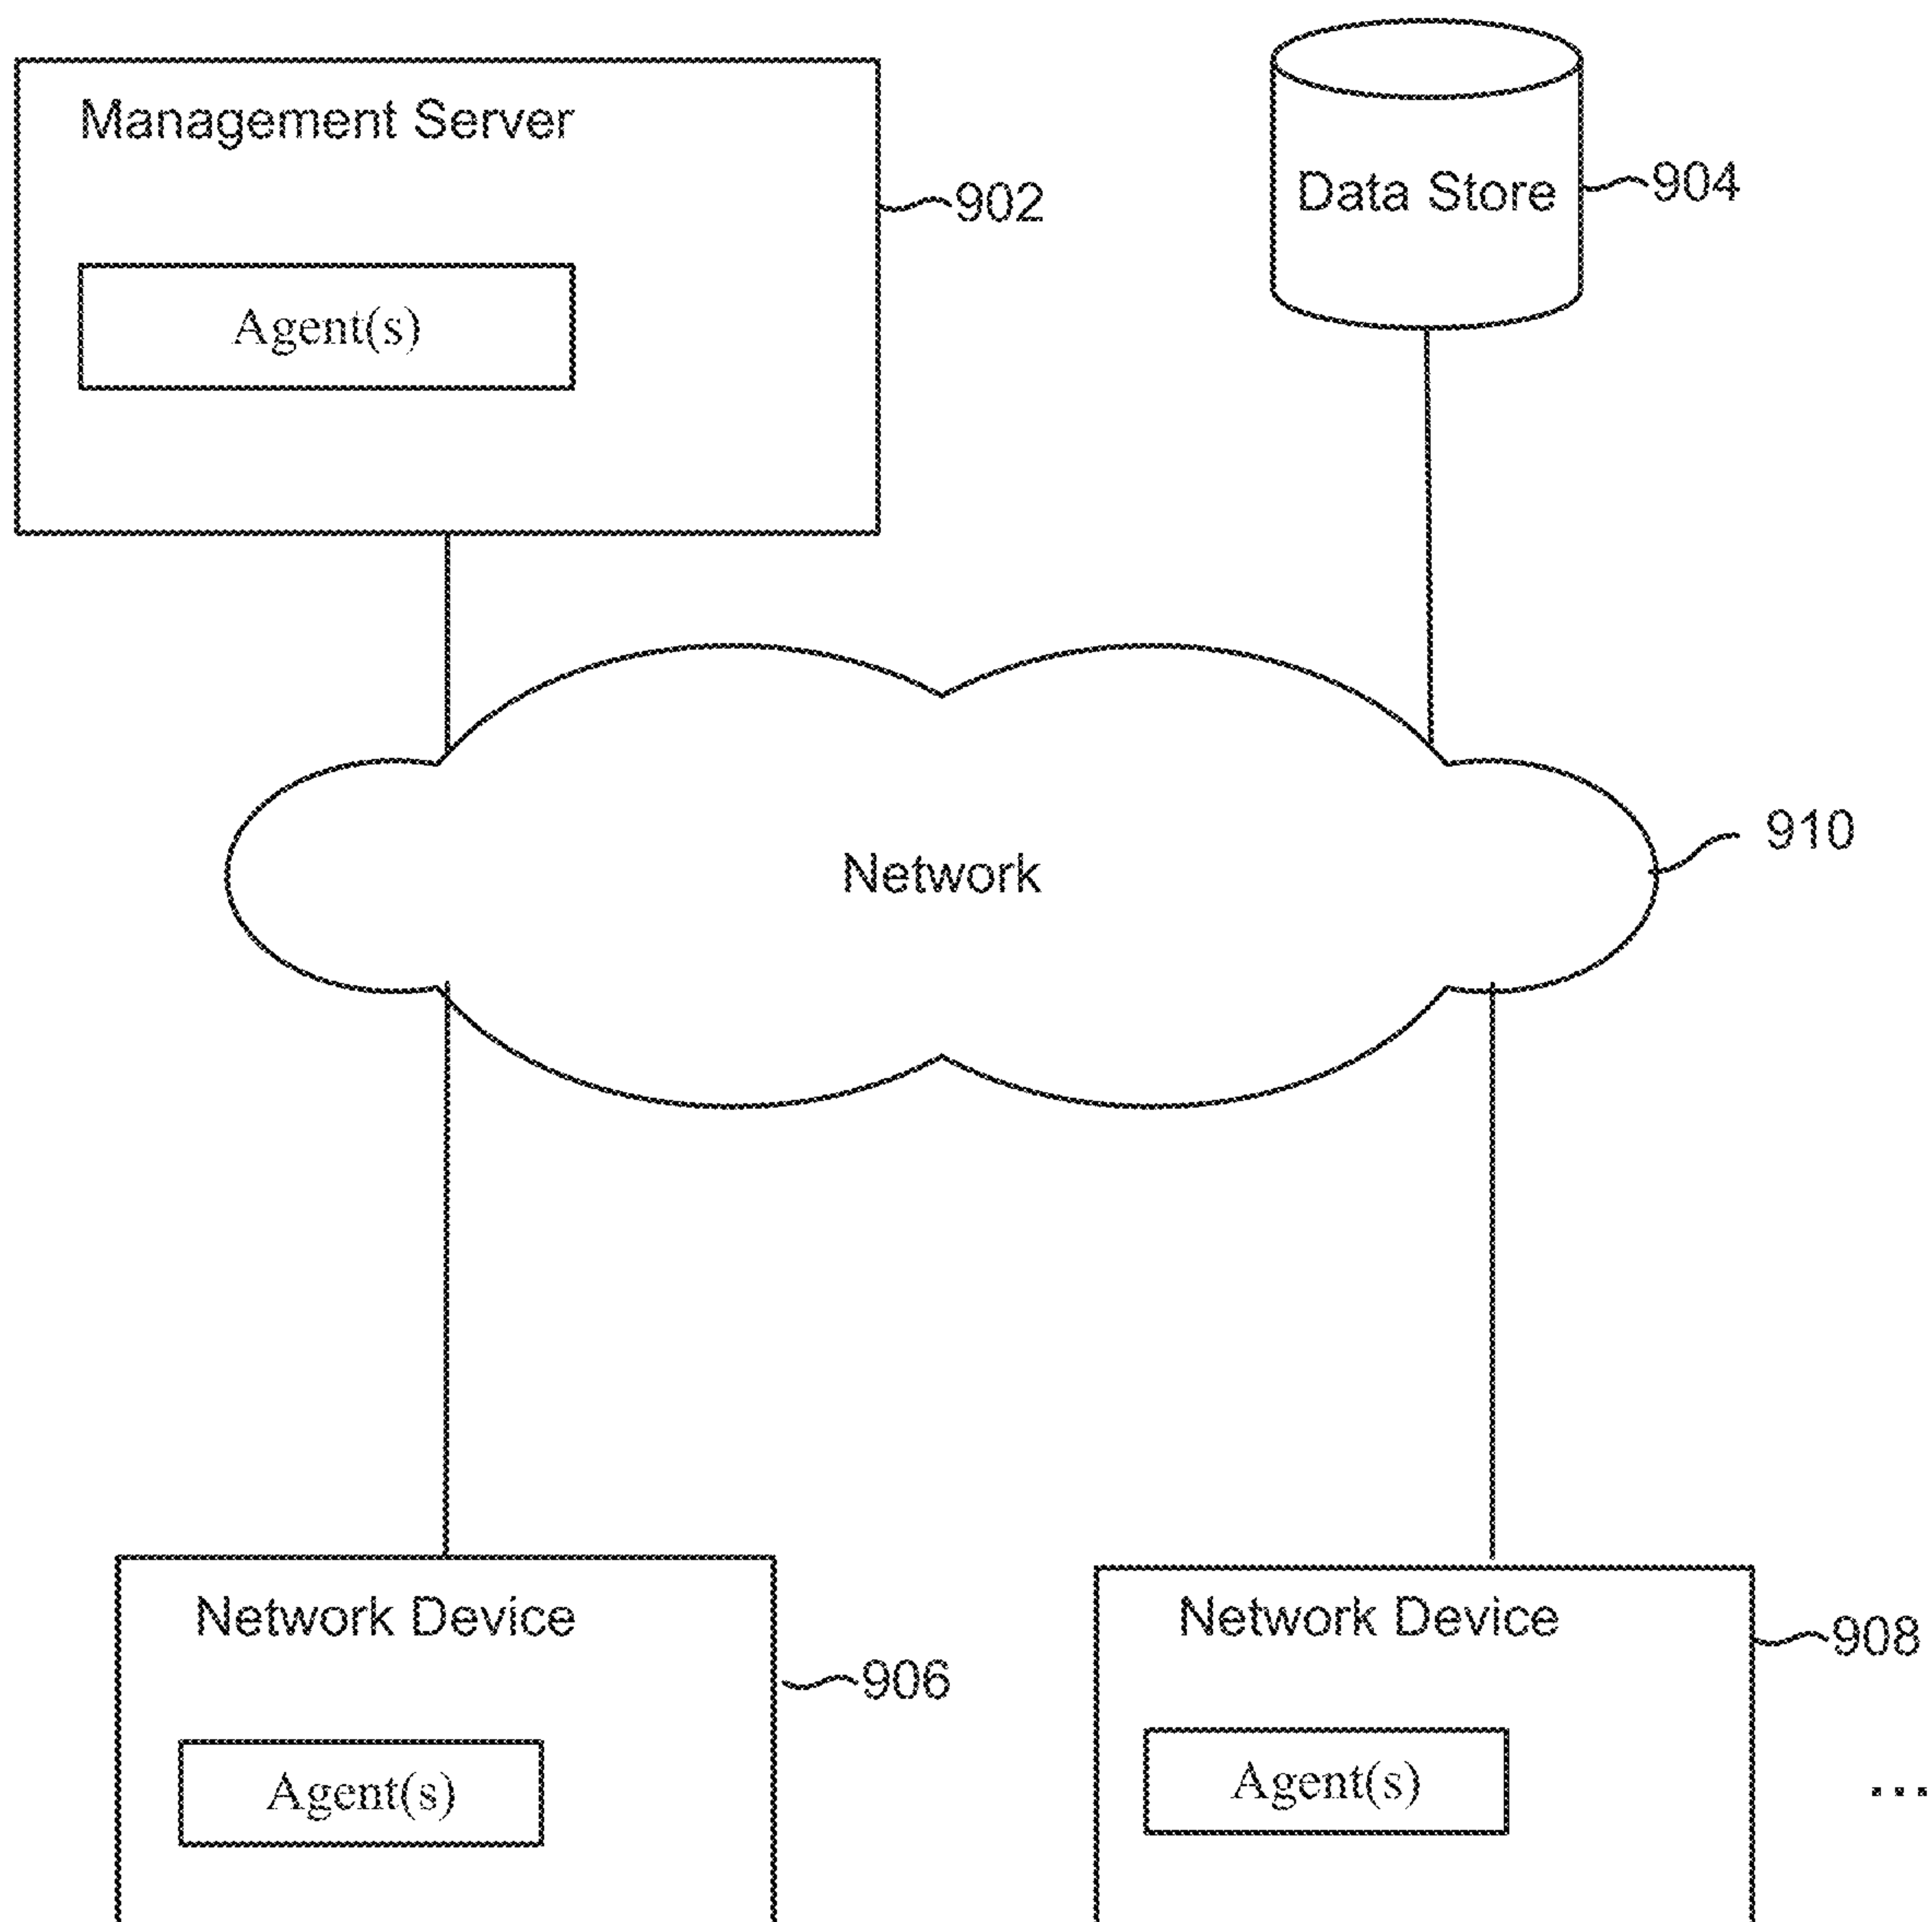 Management Server
902
Agent(s)
Data Store
904
Network
910
Network Device
906
Agent(s)
Network Device
908
Agent(s)
...